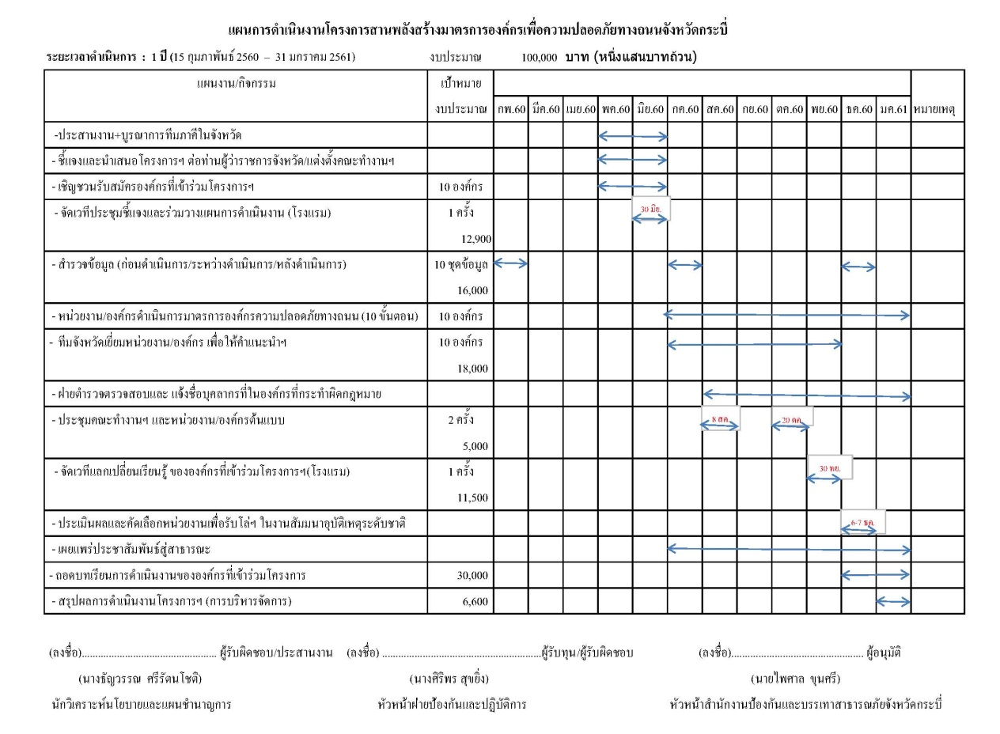 แผนการดำเนินงานโครงการสานพลังสร้างมาตรการองค์กรเพื่อความปลอดภัยทางถนนจังหวัดกระบี่
ระยะเวลาดำเนินการ : 1 ปี (15 กุมภาพันธ์ 2560 – 31 มกราคม 2561) งบประมาณ 100,000 บาท (หนึ่งแสนบาทถ้วน)
แผนงาน/กิจกรรม เป้าหมาย
งบประมาณ กพ.60 มีค.60 เมย.60 พค.60 มิย.60 กค.60 สค.60 กย.60 ตค.60 พย.60 ธค.60 มค.61 หมายเหตุ
-ประสานงาน+บูรณาการทีมภาคีในจังหวัด
- ชี้แจงและนำเสนอโครงการฯ ต่อท่านผู้ว่าราชการจังหวัด/แต่งตั้งคณะทำงานฯ
- เชิญชวนรับสมัครองค์กรที่เข้าร่วมโครงการฯ 10 องค์กร
- จัดเวทีประชุมชี้แจงและร่วมวางแผนการดำเนินงาน (โรงแรม) 1 ครั้ง 30 มิย.
12,900
- สำรวจข้อมูล (ก่อนดำเนินการ/ระหว่างดำเนินการ/หลังดำเนินการ) 10 ชุดข้อมูล
16,000
- หน่วยงาน/องค์กรดำเนินการมาตรการองค์กรความปลอดภัยทางถนน (10 ขั้นตอน) 10 องค์กร
- ทีมจังหวัดเยี่ยมหน่วยงาน/องค์กร เพื่อให้คำแนะนำฯ 10 องค์กร
18,000
- ฝ่ายตำรวจตรวจสอบและ แจ้งชื่อบุคลากรที่ในองค์กรที่กระทำผิดกฎหมาย
- ประชุมคณะทำงานฯ และหน่วยงาน/องค์กรต้นแบบ 2 ครั้ง 8 สค. 20 ตค.
5,000
- จัดเวทีแลกเปลี่ยนเรียนรู้ ขององค์กรที่เข้าร่วมโครงการฯ(โรงแรม) 1 ครั้ง 30 พย.
11,500
- ประเมินผลและคัดเลือกหน่วยงานเพื่อรับโล่ฯ ในงานสัมมนาอุบัติเหตุระดับชาติ 6-7 ธค.
- เผยแพร่ประชาสัมพันธ์สู่สาธารณะ
- ถอดบทเรียนการดำเนินงานขององค์กรที่เข้าร่วมโครงการ 30,000
- สรุปผลการดำเนินงานโครงการฯ (การบริหารจัดการ) 6,600
(ลงชื่อ).................................................. ผู้รับผิดชอบ/ประสานงาน (ลงชื่อ) ...........................................................ผู้รับทุน/ผู้รับผิดชอบ (ลงชื่อ)................................................. ผู้อนุมัติ
(นางธัญวรรณ ศรีรัตนโชติ) (นางศิริพร สุขยิ่ง) (นายไพศาล ขุนศรี)
นักวิเคราะห์นโยบายและแผนชำนาญการ หัวหน้าฝ่ายป้องกันและปฏิบัติการ หัวหน้าสำนักงานป้องกันและบรรเทาสาธารณภัยจังหวัดกระบี่